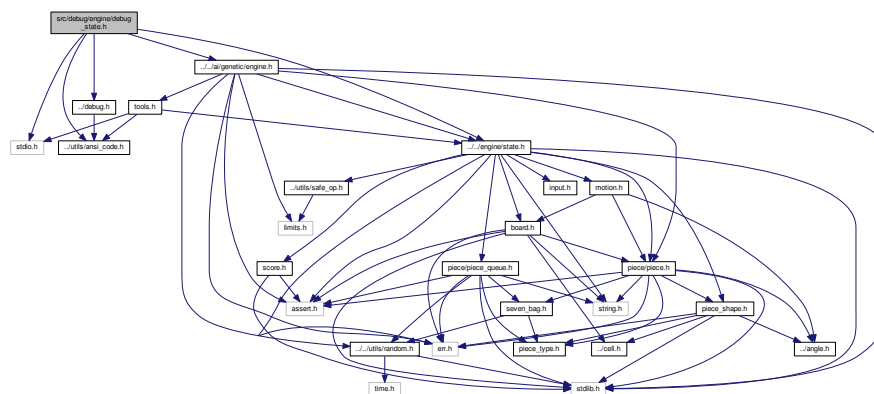 src/debug/engine/debug
_state.h
../../ai/genetic/engine.h
../debug.h
tools.h
stdio.h
../utils/ansi_code.h
../../engine/state.h
../utils/safe_op.h
input.h
motion.h
limits.h
board.h
score.h
piece/piece_queue.h
piece/piece.h
assert.h
seven_bag.h
string.h
piece_shape.h
../../utils/random.h
err.h
piece_type.h
../cell.h
../angle.h
time.h
stdlib.h